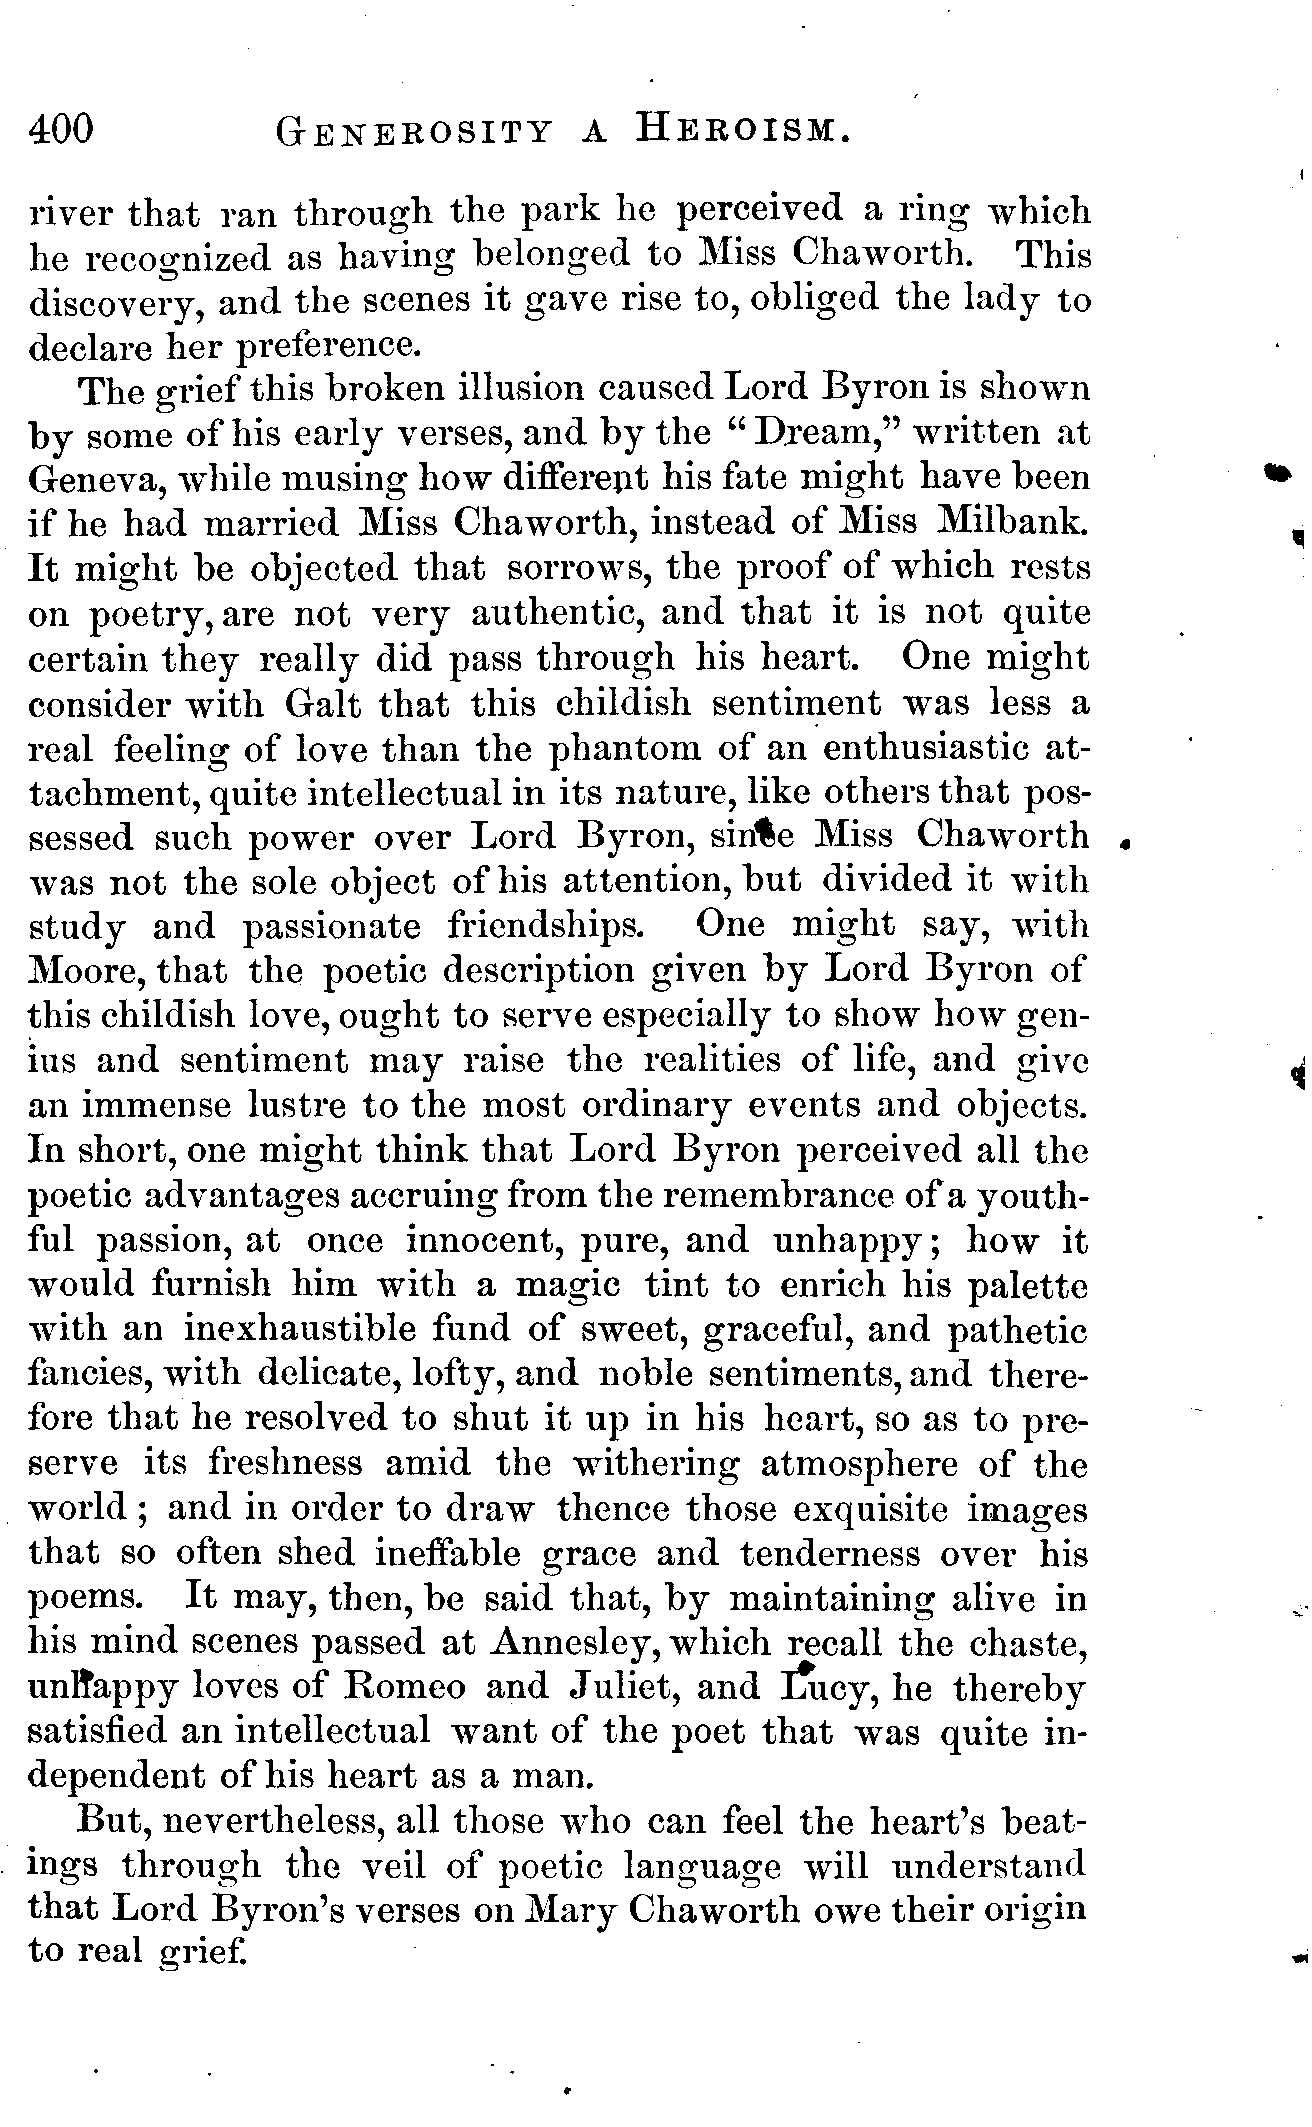 400 GENEROSITY A HEROISM.
river that ran through the park he perceived a ring which
he recognized as having belonged to Miss Chaworth. This
discovery, and the scenes it gave rise to, obliged the lady to
declare her preference.
The grief this broken illusion caused Lord Byron is shown
by some of his early verses, and by the “Dream,” written at
Geneva, while musing how different his fate might have been
if he had married Miss Chaworth, instead of Miss Milbank.
It might be objected that sorrows, the proof of which rests
on poetry, are not very authentic, and that it is not quite
certain they really did pass through his heart. One might
consider with Galt that this childish sentiment was less a
real feeling of love than the phantom of an enthusiastic at-
tachment, quite intellectual in its nature, like others that pos-
sessed such power over Lord Byron, since Miss Chaworth
was not the sole object of his attention, but divided it with
study and passionate friendships. One might say, with
Moore, that the poetic description given by Lord Byron of
this childish love, ought to serve especially to show how gen-
ius and sentiment may raise the realities of life, and give
an immense lustre to the most ordinary events and objects.
In short, one might think that Lord Byron perceived all the
poetic advantages accruing from the remembrance of a youth-
ful passion, at once innocent, pure, and unhappy; how it
would furnish him with a magic tint to enrich his palette
with an inexhaustible fund of sweet, graceful, and pathetic
fancies, with delicate, lofty, and noble sentiments, and there-
fore that he resolved to shut it up in his heart, so as to pre-
serve its freshness amid the withering atmosphere of the
world; and in order to draw thence those exquisite images
that so often shed ineffable grace and tenderness over his
poems. It may, then, be said that, by maintaining alive in
his mind scenes passed at Annesley, which recall the chaste,
unhappy loves of Romeo and Juliet, and Lucy, he thereby
satisfied an intellectual want of the poet that was quite in-
dependent of his heart as a man.
But, nevertheless, all those who can feel the heart’s beat-
ings through the veil of poetic language will understand
that Lord Byron’s verses on Mary Chaworth owe their origin
to real grief.